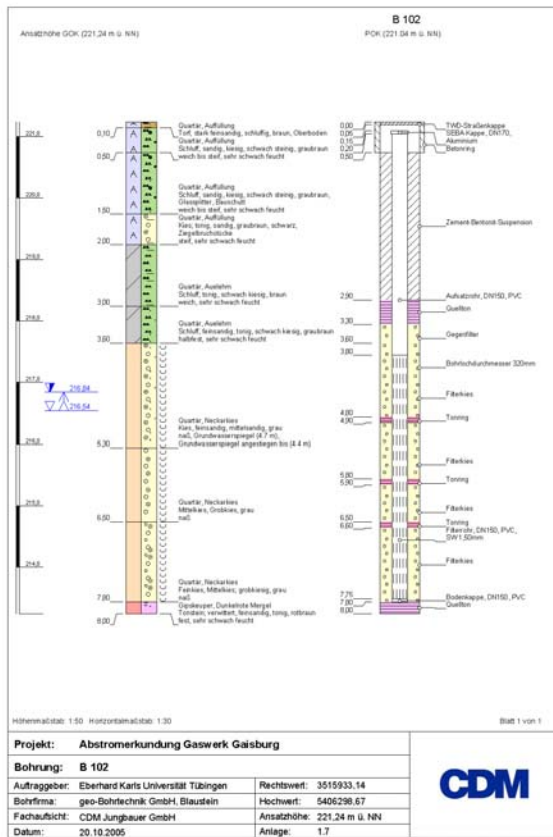 B 102
Ansatzhöhe GOK (221,24 m ü. NN)
POK (221.04 m ü. NN)
221,0
220,0
219,0
218,0
217,0
216,0
215,0
214,0
216,84
216,54
0,10
0,50
1,50
2,00
3,00
3,60
5,30
6,50
7,80
8,00
Quartär, Auffüllung
Torf, stark feinsandig, schluffig, braun, Oberboden
Quartär, Auffüllung
Schluff, sandig, kiesig, schwach steinig, graubraun
weich bis steif, sehr schwach feucht
Quartär, Auffüllung
Schluff, sandig, kiesig, schwach steinig, graubraun,
Glassplitter, Bauschutt
weich bis steif, sehr schwach feucht
Quartär, Auffüllung
Kies, tonig, sandig, graubraun, schwarz,
Ziegelbruchstücke
steif, sehr schwach feucht
Quartär, Auelehm
Schluff, tonig, schwach kiesig, braun
weich, sehr schwach feucht
Quartär, Auelehm
Schluff, feinsandig, tonig, schwach kiesig, graubraun
halbfest, sehr schwach feucht
Quartär, Neckarkies
Kies, feinsandig, mittelsandig, grau
naß, Grundwasserspiegel (4.7 m),
Grundwasserspiegel angestiegen bis (4.4 m)
Quartär, Neckarkies
Mittelkies, Grobkies, grau
naß
Quartär, Neckarkies
Feinkies, Mittelkies, grobkiesig, grau
naß
Gipskeuper, Dunkelrote Mergel
Tonstein, verwittert, feinsandig, tonig, rotbraun
fest, sehr schwach feucht
0,00
0,05
0,15
0,20
0,50
2,90
3,30
3,60
3,80
4,80
4,90
5,80
5,90
6,50
6,60
7,75
7,80
8,00
TWD-Straßenkappe
SEBA-Kappe, DN170,
Aluminium
Betonring
Zement-Bentonit-Suspension
Aufsatzrohr, DN150, PVC
Quellton
Gegenfilter
Bohrlochdurchmesser 320mm
Filterkies
Tonring
Filterkies
Tonring
Filterkies
Tonring
Filterrohr, DN150, PVC,
SW1,50mm
Filterkies
Bodenkappe, DN150, PVC
Quellton
Höhenmaßstab: 1:50 Horizontalmaßstab: 1:30
Blatt 1 von 1
Projekt: Abstromerkundung Gaswerk Gaisburg
Bohrung: B 102
Auftraggeber: Eberhard Karls Universität Tübingen
Rechtswert: 3515933,14
Bohrfirma: geo-Bohrtechnik GmbH, Blaustein
Hochwert: 5406298,67
Fachaufsicht: CDM Jungbauer GmbH
Ansatzhöhe: 221,24 m ü. NN
Datum: 20.10.2005
Anlage: 1.7
CDM